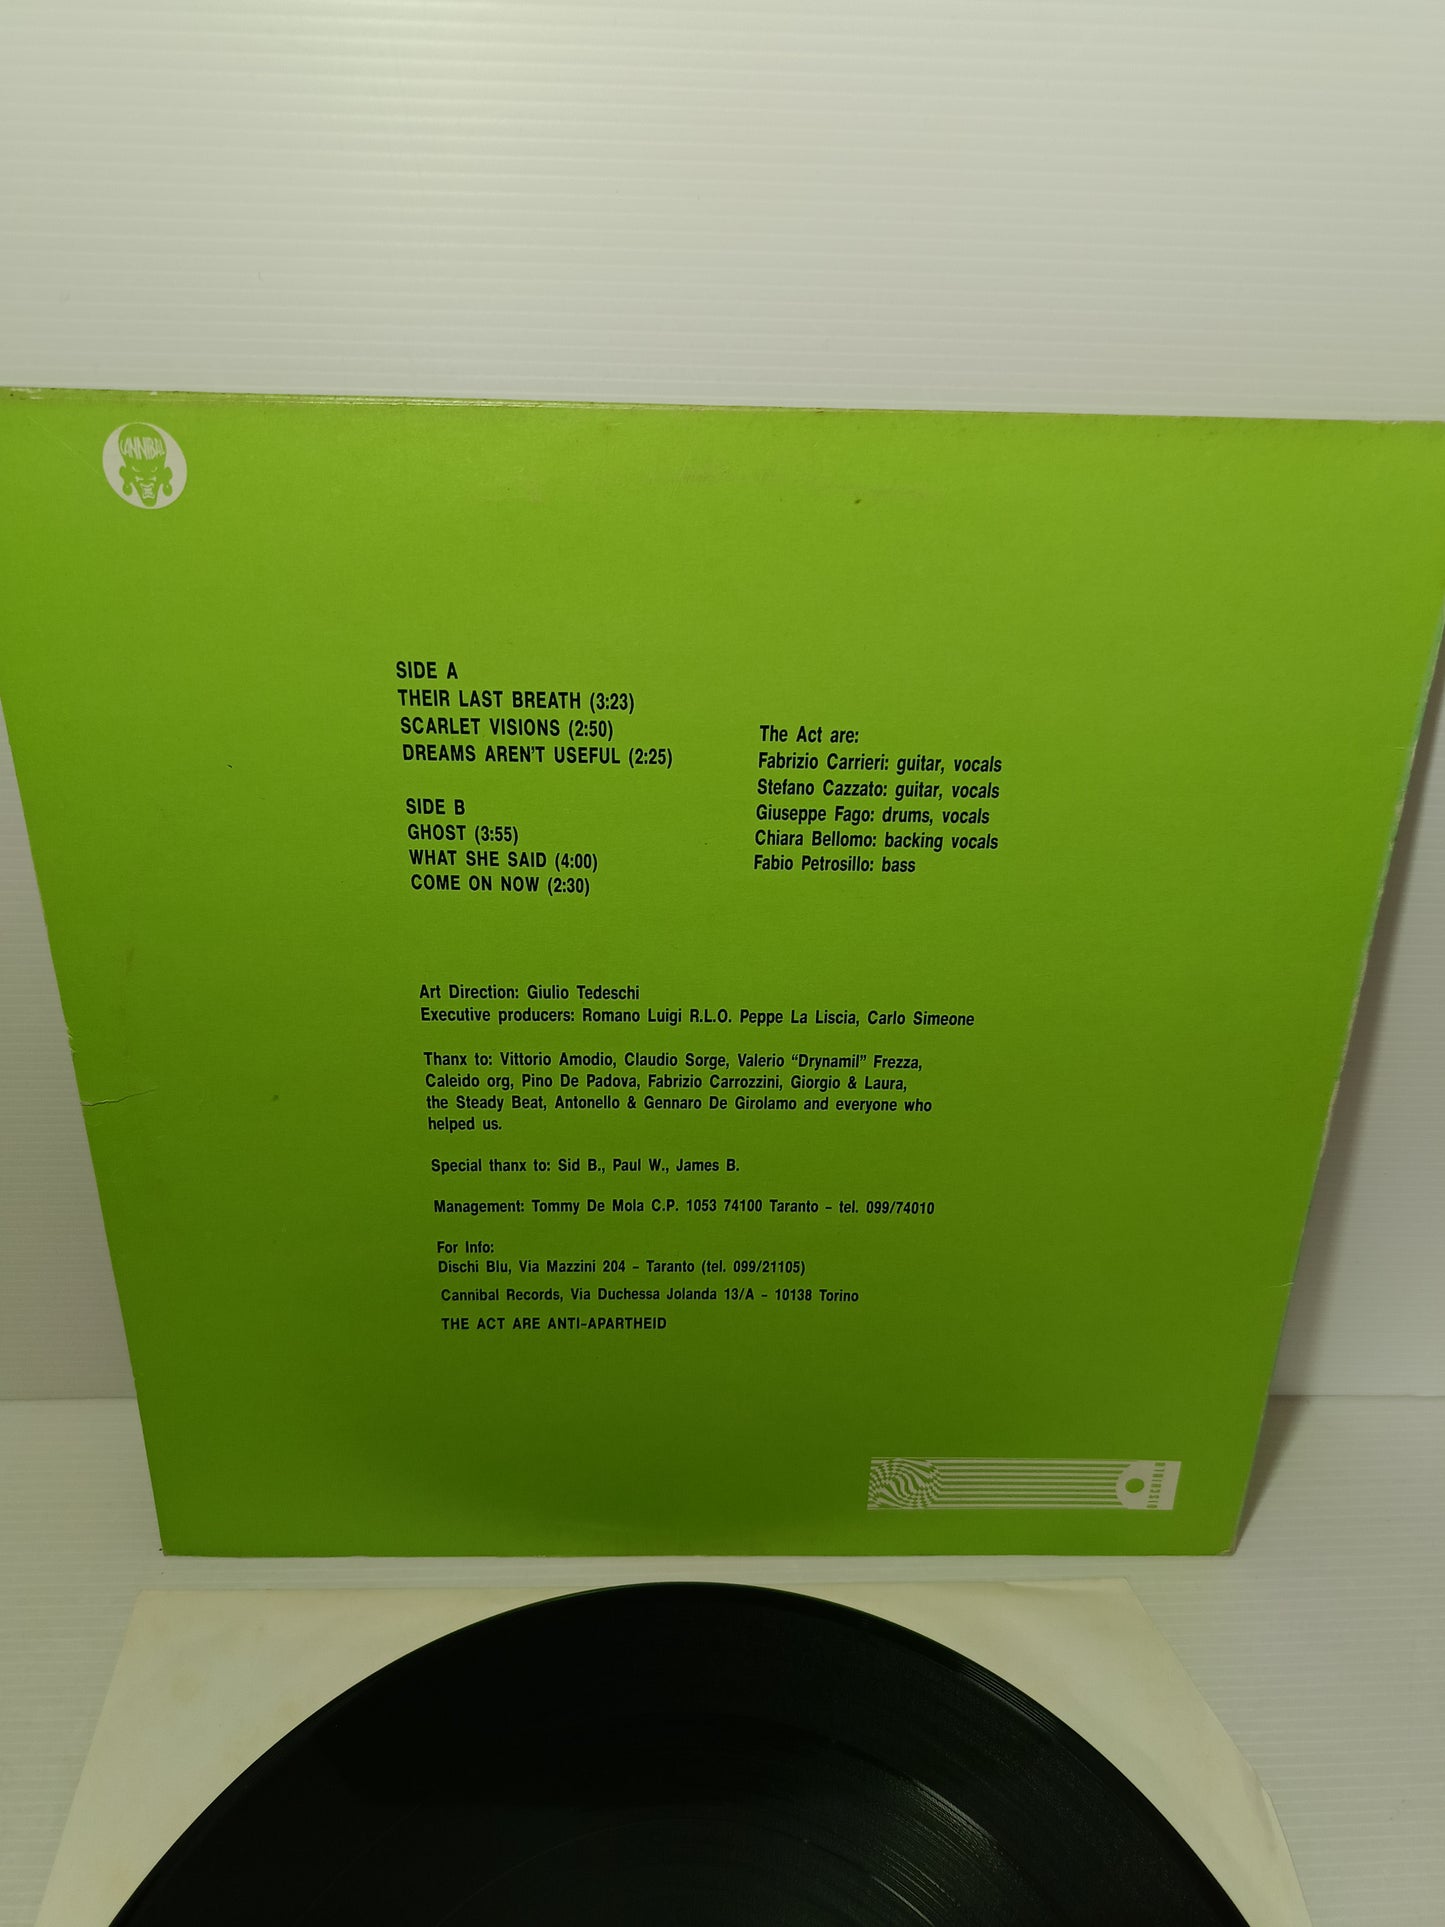 CANNIBAL
SIDE A
THEIR LAST BREATH (3:23)
SCARLET VISIONS (2:50)
DREAMS AREN'T USEFUL (2:25)
SIDE B
GHOST (3:55)
WHAT SHE SAID (4:00)
COME ON NOW (2:30)
The Act are:
Fabrizio Carrieri: guitar, vocals
Stefano Cazzato: guitar, vocals
Giuseppe Fago: drums, vocals
Chiara Bellomo: backing vocals
Fabio Petrosillo: bass
Art Direction: Giulio Tedeschi
Executive producers: Romano Luigi R.L.O. Peppe La Liscia, Carlo Simeone
Thanx to: Vittorio Amodio, Claudio Sorge, Valerio “Drynamil” Frezza,
Caleido org, Pino De Padova, Fabrizio Carrozzini, Giorgio & Laura,
the Steady Beat, Antonello & Gennaro De Girolamo and everyone who
helped us.
Special thanx to: Sid B., Paul W., James B.
Management: Tommy De Mola C.P. 1053 74100 Taranto – tel. 099/74010
For Info:
Dischi Blu, Via Mazzini 204 – Taranto (tel. 099/21105)
Cannibal Records, Via Duchessa Jolanda 13/A – 10138 Torino
THE ACT ARE ANTI-APARTHEID
DISCHIBLU